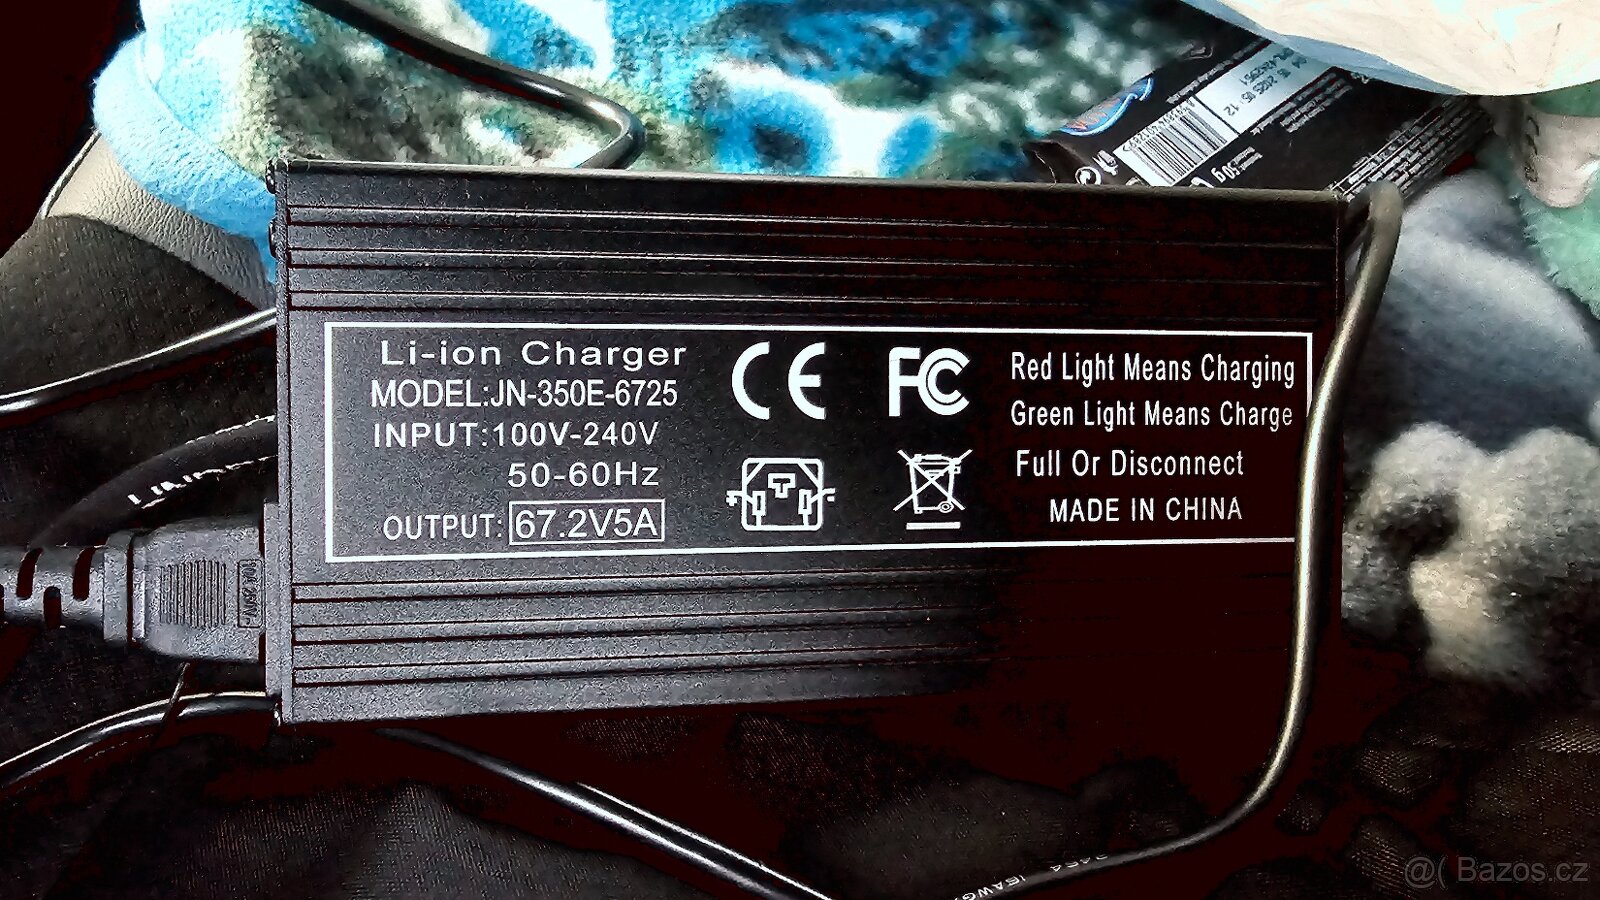 Li-ion Charger
MODEL:JN-350E-6725
INPUT:100V-240V
50-60Hz
OUTPUT: 67.2V5A
CE
FC
Red Light Means Charging
Green Light Means Charge
Full Or Disconnect
MADE IN CHINA
50 g
@( Bazos.cz